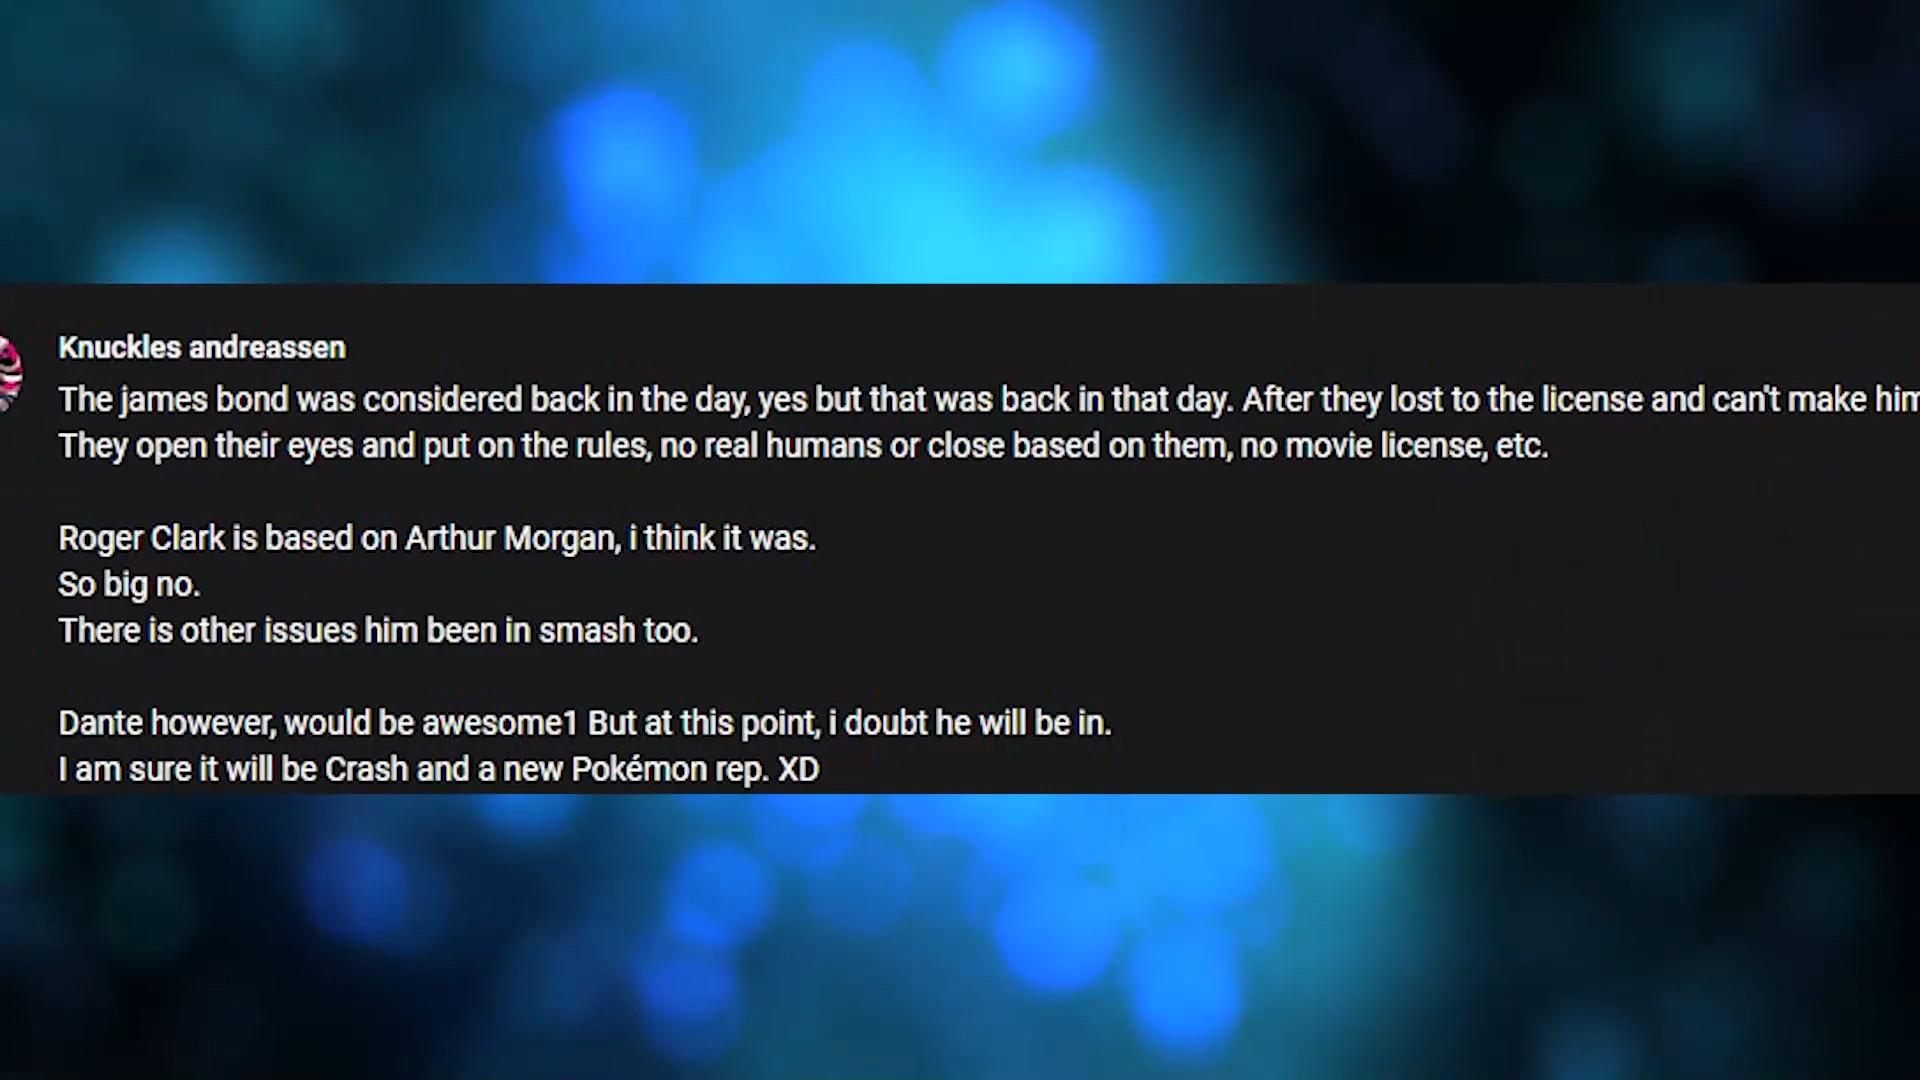 Knuckles andreassen
The james bond was considered back in the day, yes but that was back in that day. After they lost to the license and can't make him
They open their eyes and put on the rules, no real humans or close based on them, no movie license, etc.
Roger Clark is based on Arthur Morgan, i think it was.
So big no.
There is other issues him been in smash too.
Dante however, would be awesome1 But at this point, i doubt he will be in.
I am sure it will be Crash and a new Pokémon rep. XD